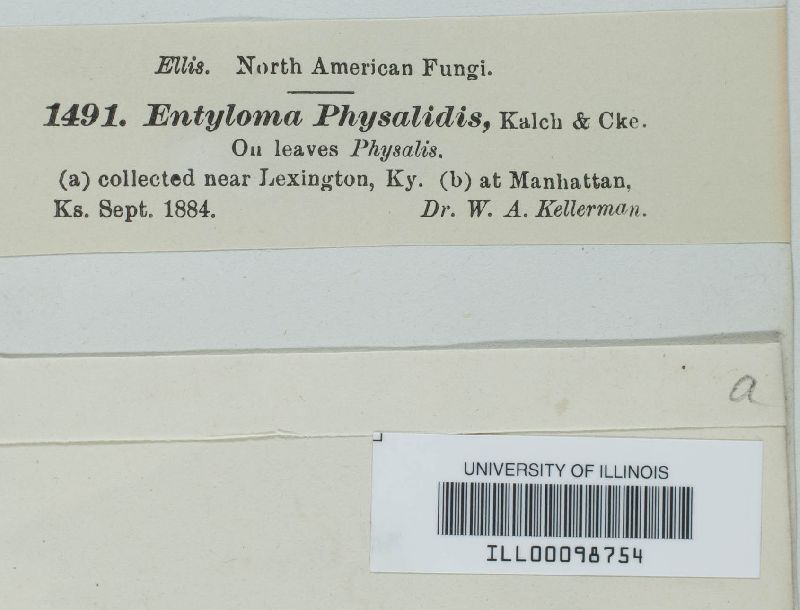 Ellis. North American Fungi.
1491. Entyloma Physalidis, Kalch & Cke.
On leaves Physalis.
(a) collected near Lexington, Ky. (b) at Manhattan,
Ks. Sept. 1884. Dr. W. A. Kellerman.
a
UNIVERSITY OF ILLINOIS
ILL00098754